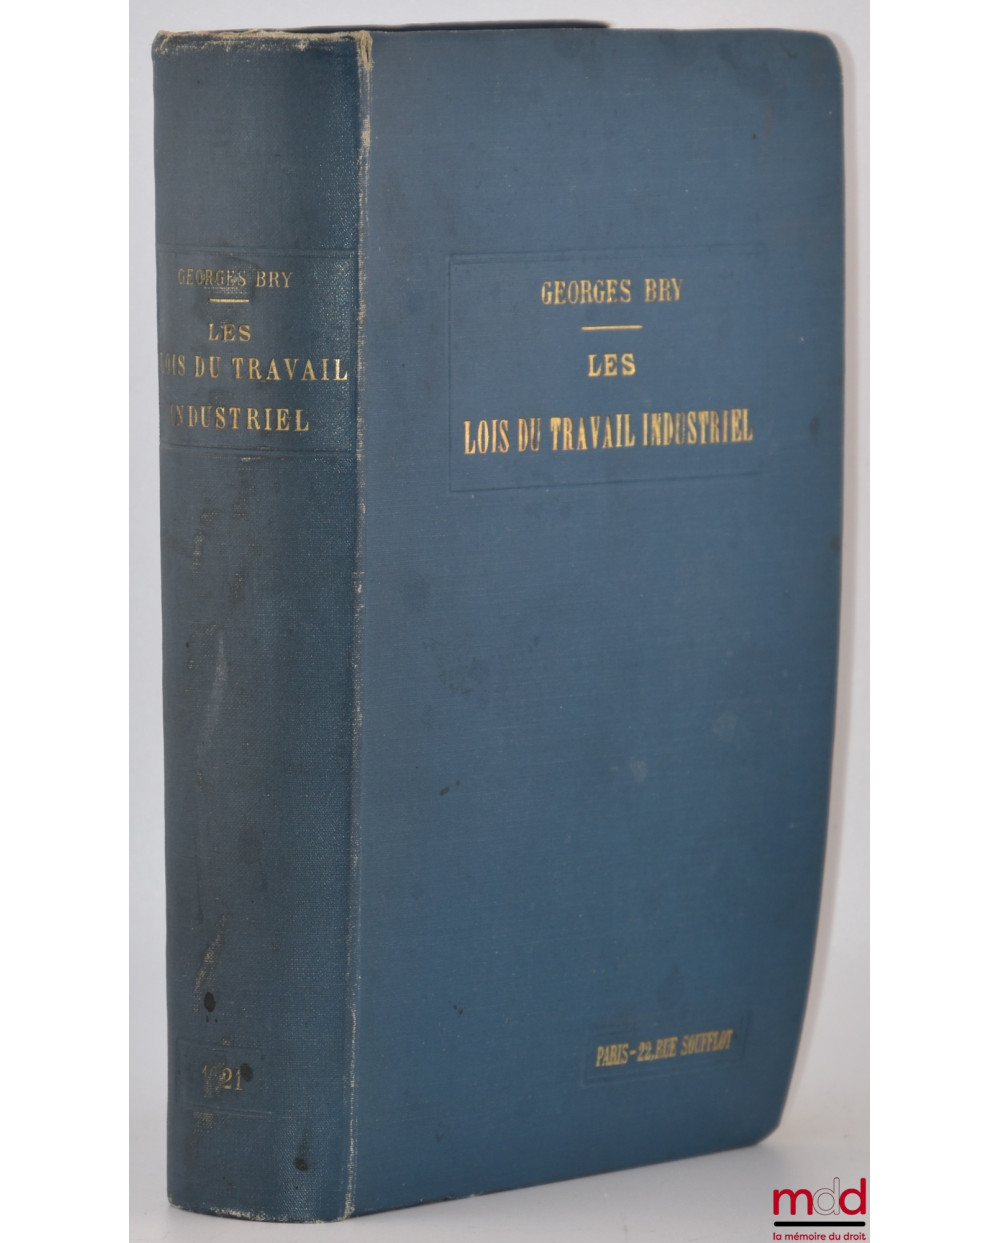 GEORGES BRY
LES
LOIS DU TRAVAIL
INDUSTRIEL
21
GEORGES BRY
LES
LOIS DU TRAVAIL INDUSTRIEL
PARIS-22, RUE SOUFFLOT
mdd
la mémoire du droit